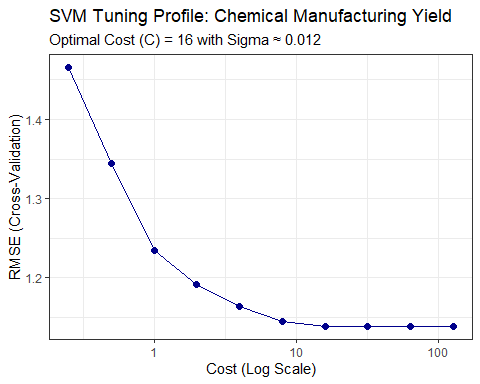 SVM Tuning Profile: Chemical Manufacturing Yield
Optimal Cost (C) = 16 with Sigma ≈ 0.012
RMSE (Cross-Validation)
1.4
1.3
1.2
1
10
100
Cost (Log Scale)